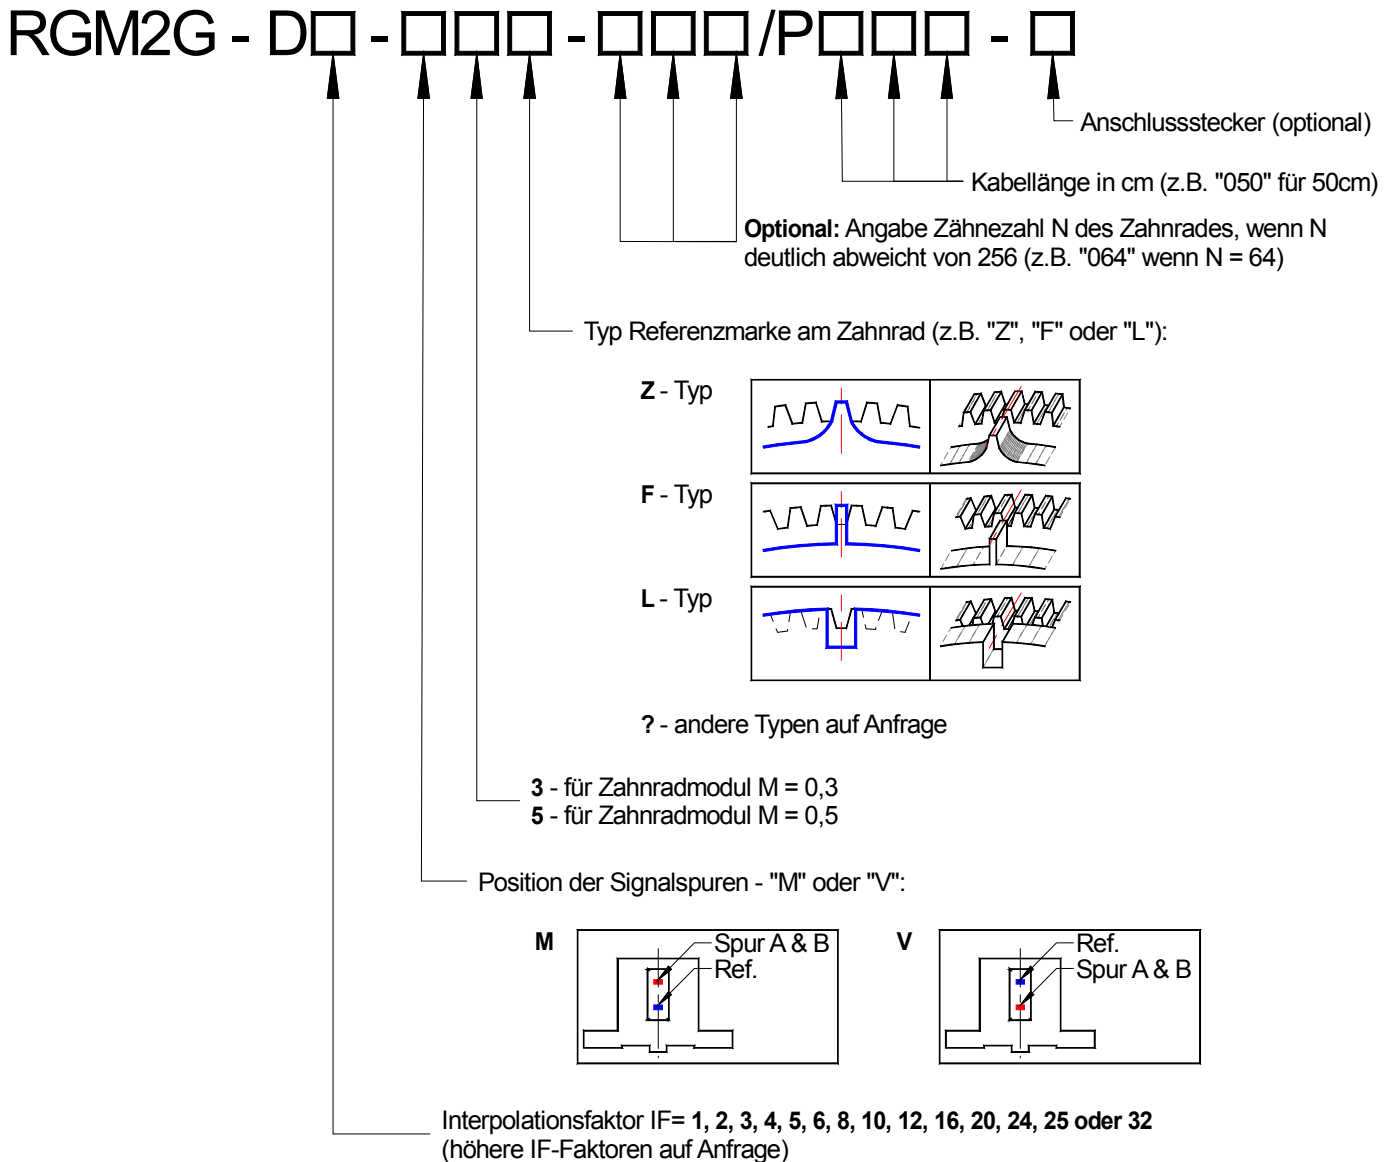 RGM2G - D□ - □□□ - □□□/P□□□ - □
Anschlussstecker (optional)
Kabellänge in cm (z.B. "050" für 50cm)
Optional: Angabe Zähnezahl N des Zahnrades, wenn N
deutlich abweicht von 256 (z.B. "064" wenn N = 64)
Typ Referenzmarke am Zahnrad (z.B. "Z", "F" oder "L"):
Z - Typ
F - Typ
L - Typ
? - andere Typen auf Anfrage
3 - für Zahnradmodul M = 0,3
5 - für Zahnradmodul M = 0,5
Position der Signalspuren - "M" oder "V":
M
Spur A & B
Ref.
V
Ref.
Spur A & B
Interpolationsfaktor IF= 1, 2, 3, 4, 5, 6, 8, 10, 12, 16, 20, 24, 25 oder 32
(höhere IF-Faktoren auf Anfrage)